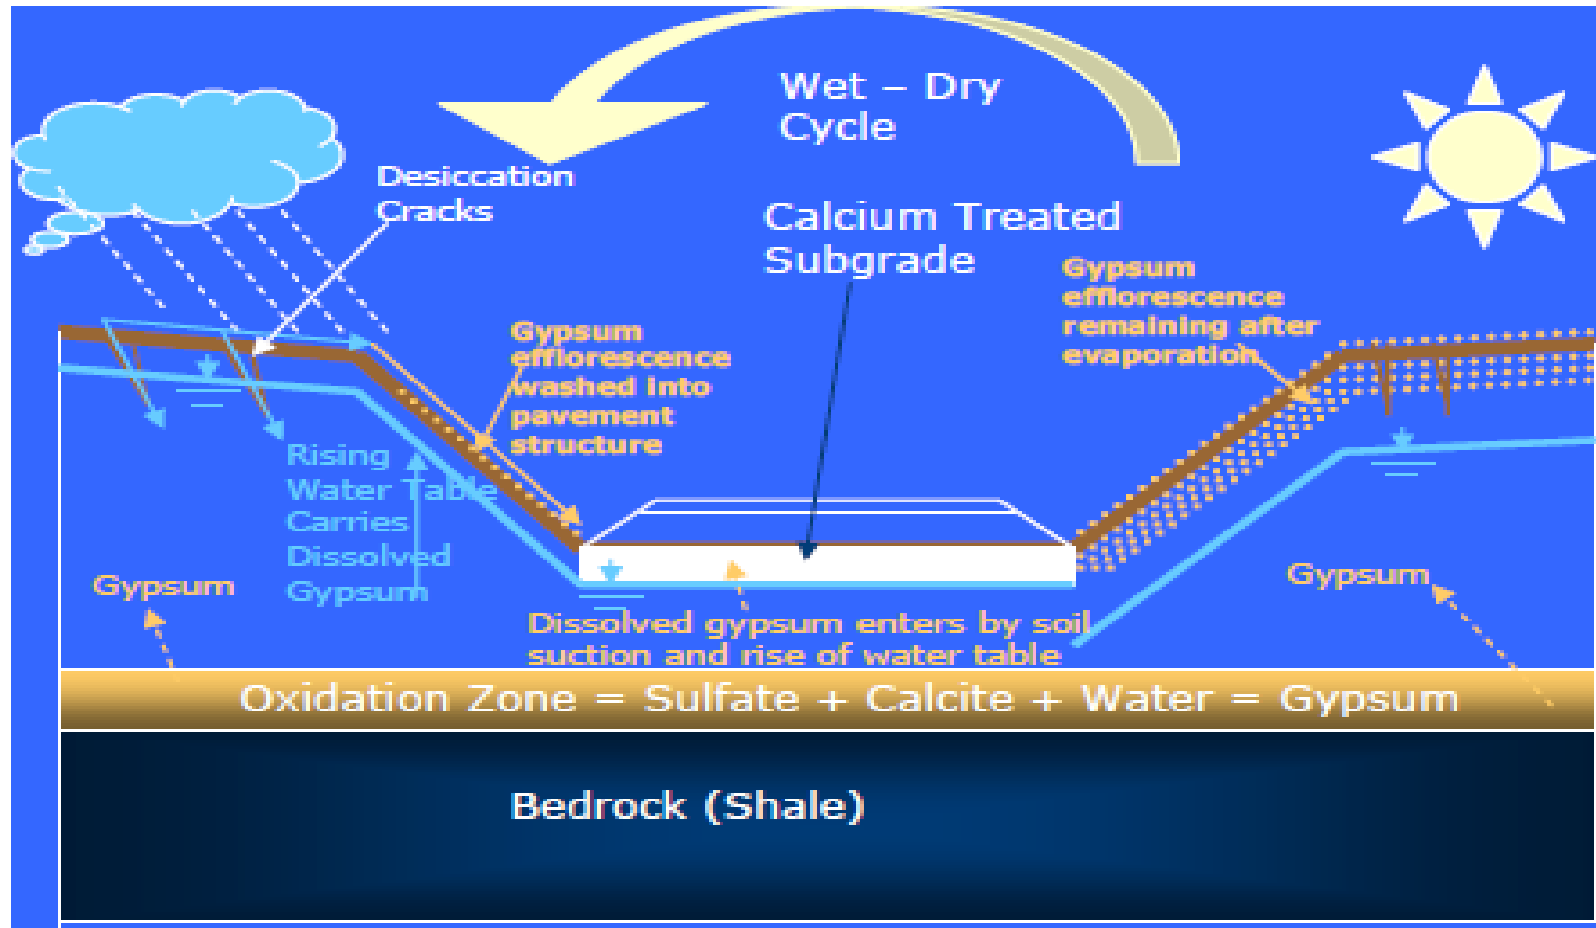 Wet – Dry
Cycle
Desiccation
Cracks
Calcium Treated
Subgrade
Gypsum
efflorescence
remaining after
evaporation
Gypsum
efflorescence
washed into
pavement
structure
Rising
Water Table
Carries
Dissolved
Gypsum
Gypsum
Gypsum
Dissolved gypsum enters by soil
suction and rise of water table
Oxidation Zone = Sulfate + Calcite + Water = Gypsum
Bedrock (Shale)